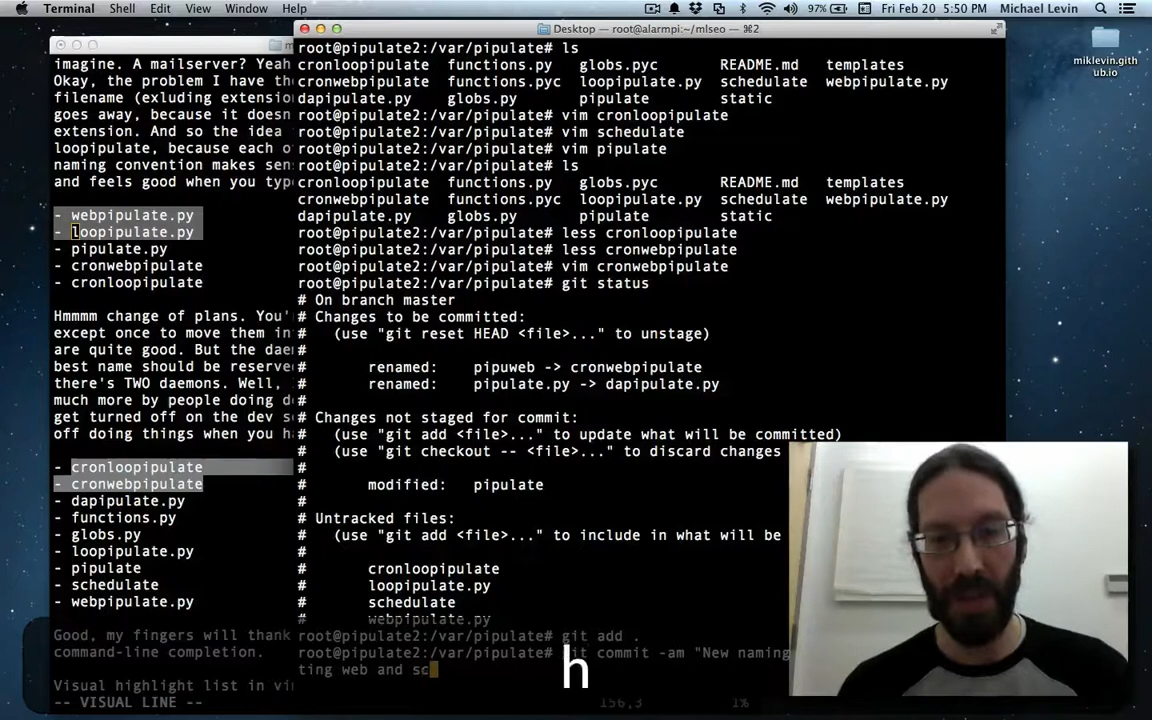 Terminal Shell Edit View Window Help 97% Fri Feb 20 5:50 PM Michael Levin
Desktop — root@alarmpi:~/mlseo — ⌘2
miklevin.gith
ub.io
imagine. A mailserver? Yeah
Okay, the problem I have the
filename (exluding extensio
goes away, because it doesn
extension. And so the idea
loopipulate, because each o
naming convention makes sen
and feels good when you type
- webpipulate.py
- loopipulate.py
- pipulate.py
- cronwebpipulate
- cronloopipulate
Hmmmm change of plans. You'
except once to move them in
are quite good. But the dae
best name should be reserve
there's TWO daemons. Well,
much more by people doing d
get turned off on the dev s
off doing things when you h
- cronloopipulate
- cronwebpipulate
- dapipulate.py
- functions.py
- globs.py
- loopipulate.py
- pipulate
- schedulate
- webpipulate.py
Good, my fingers will thank
command-line completion.
Visual highlight list in vi
-- VISUAL LINE -- 156,3 1%
root@pipulate2:/var/pipulate# ls
cronloopipulate functions.py globs.pyc README.md templates
cronwebpipulate functions.pyc loopipulate.py schedulate webpipulate.py
dapipulate.py globs.py pipulate static
root@pipulate2:/var/pipulate# vim cronloopipulate
root@pipulate2:/var/pipulate# vim schedulate
root@pipulate2:/var/pipulate# vim pipulate
root@pipulate2:/var/pipulate# ls
cronloopipulate functions.py globs.pyc README.md templates
cronwebpipulate functions.pyc loopipulate.py schedulate webpipulate.py
dapipulate.py globs.py pipulate static
root@pipulate2:/var/pipulate# less cronloopipulate
root@pipulate2:/var/pipulate# less cronwebpipulate
root@pipulate2:/var/pipulate# vim cronwebpipulate
root@pipulate2:/var/pipulate# git status
# On branch master
# Changes to be committed:
# (use "git reset HEAD <file>..." to unstage)
#
# renamed: pipuweb -> cronwebpipulate
# renamed: pipulate.py -> dapipulate.py
#
# Changes not staged for commit:
# (use "git add <file>..." to update what will be committed)
# (use "git checkout -- <file>..." to discard changes
#
# modified: pipulate
#
# Untracked files:
# (use "git add <file>..." to include in what will be
#
# cronloopipulate
# loopipulate.py
# schedulate
# webpipulate.py
root@pipulate2:/var/pipulate# git add .
root@pipulate2:/var/pipulate# git commit -am "New naming
ting web and sc
h